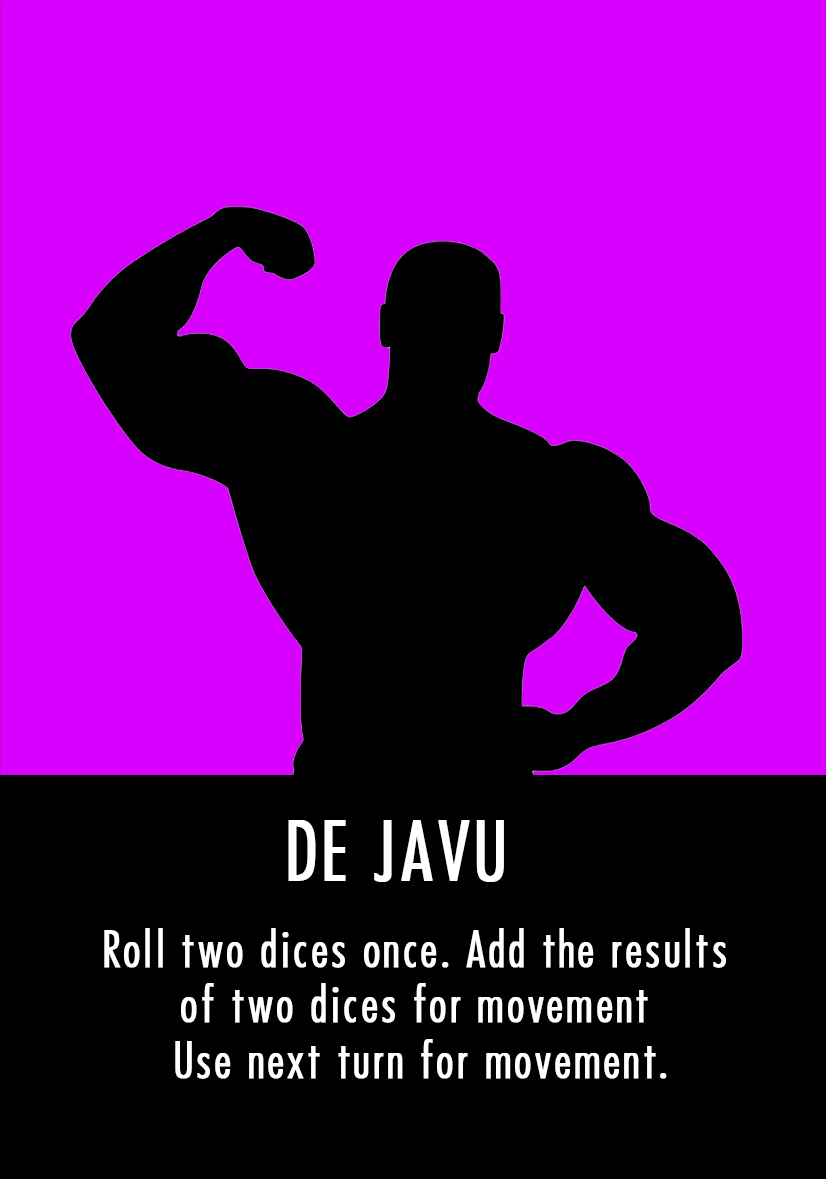 DE JAVU
Roll two dices once. Add the results
of two dices for movement
Use next turn for movement.